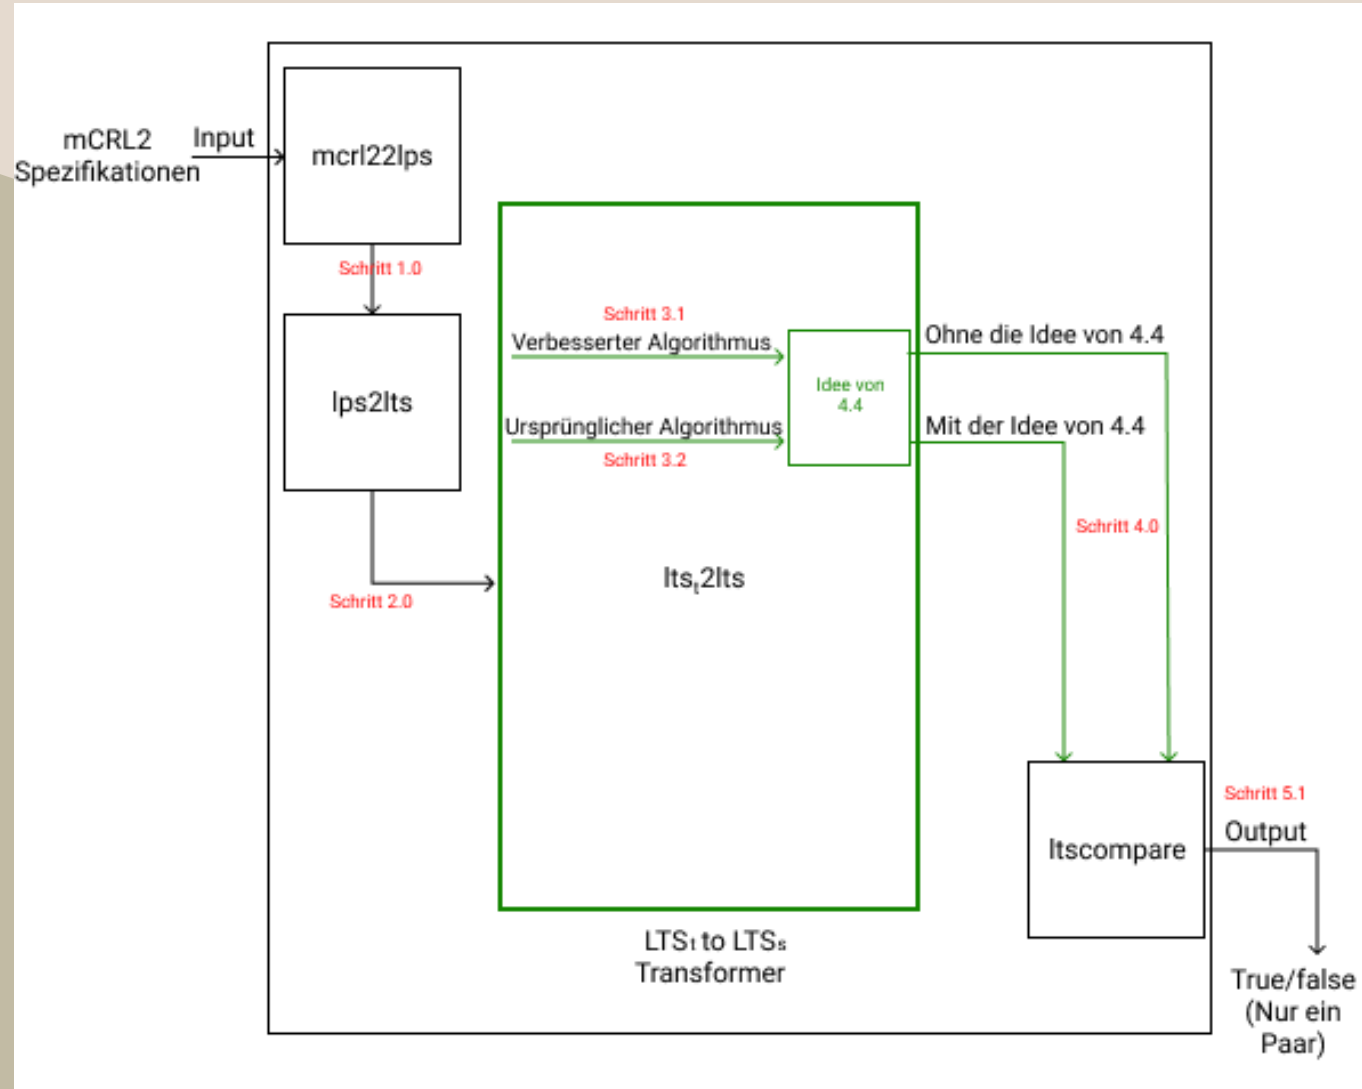 mCRL2
Spezifikationen
Input
mcrl22lps
Schritt 1.0
lps2lts
Schritt 2.0
Schritt 3.1
Verbesserter Algorithmus
Ursprünglicher Algorithmus
Schritt 3.2
Idee von
4.4
ltsₜ2lts
LTSₜ to LTSₛ
Transformer
Ohne die Idee von 4.4
Mit der Idee von 4.4
Schritt 4.0
ltscompare
Schritt 5.1
Output
True/false
(Nur ein
Paar)